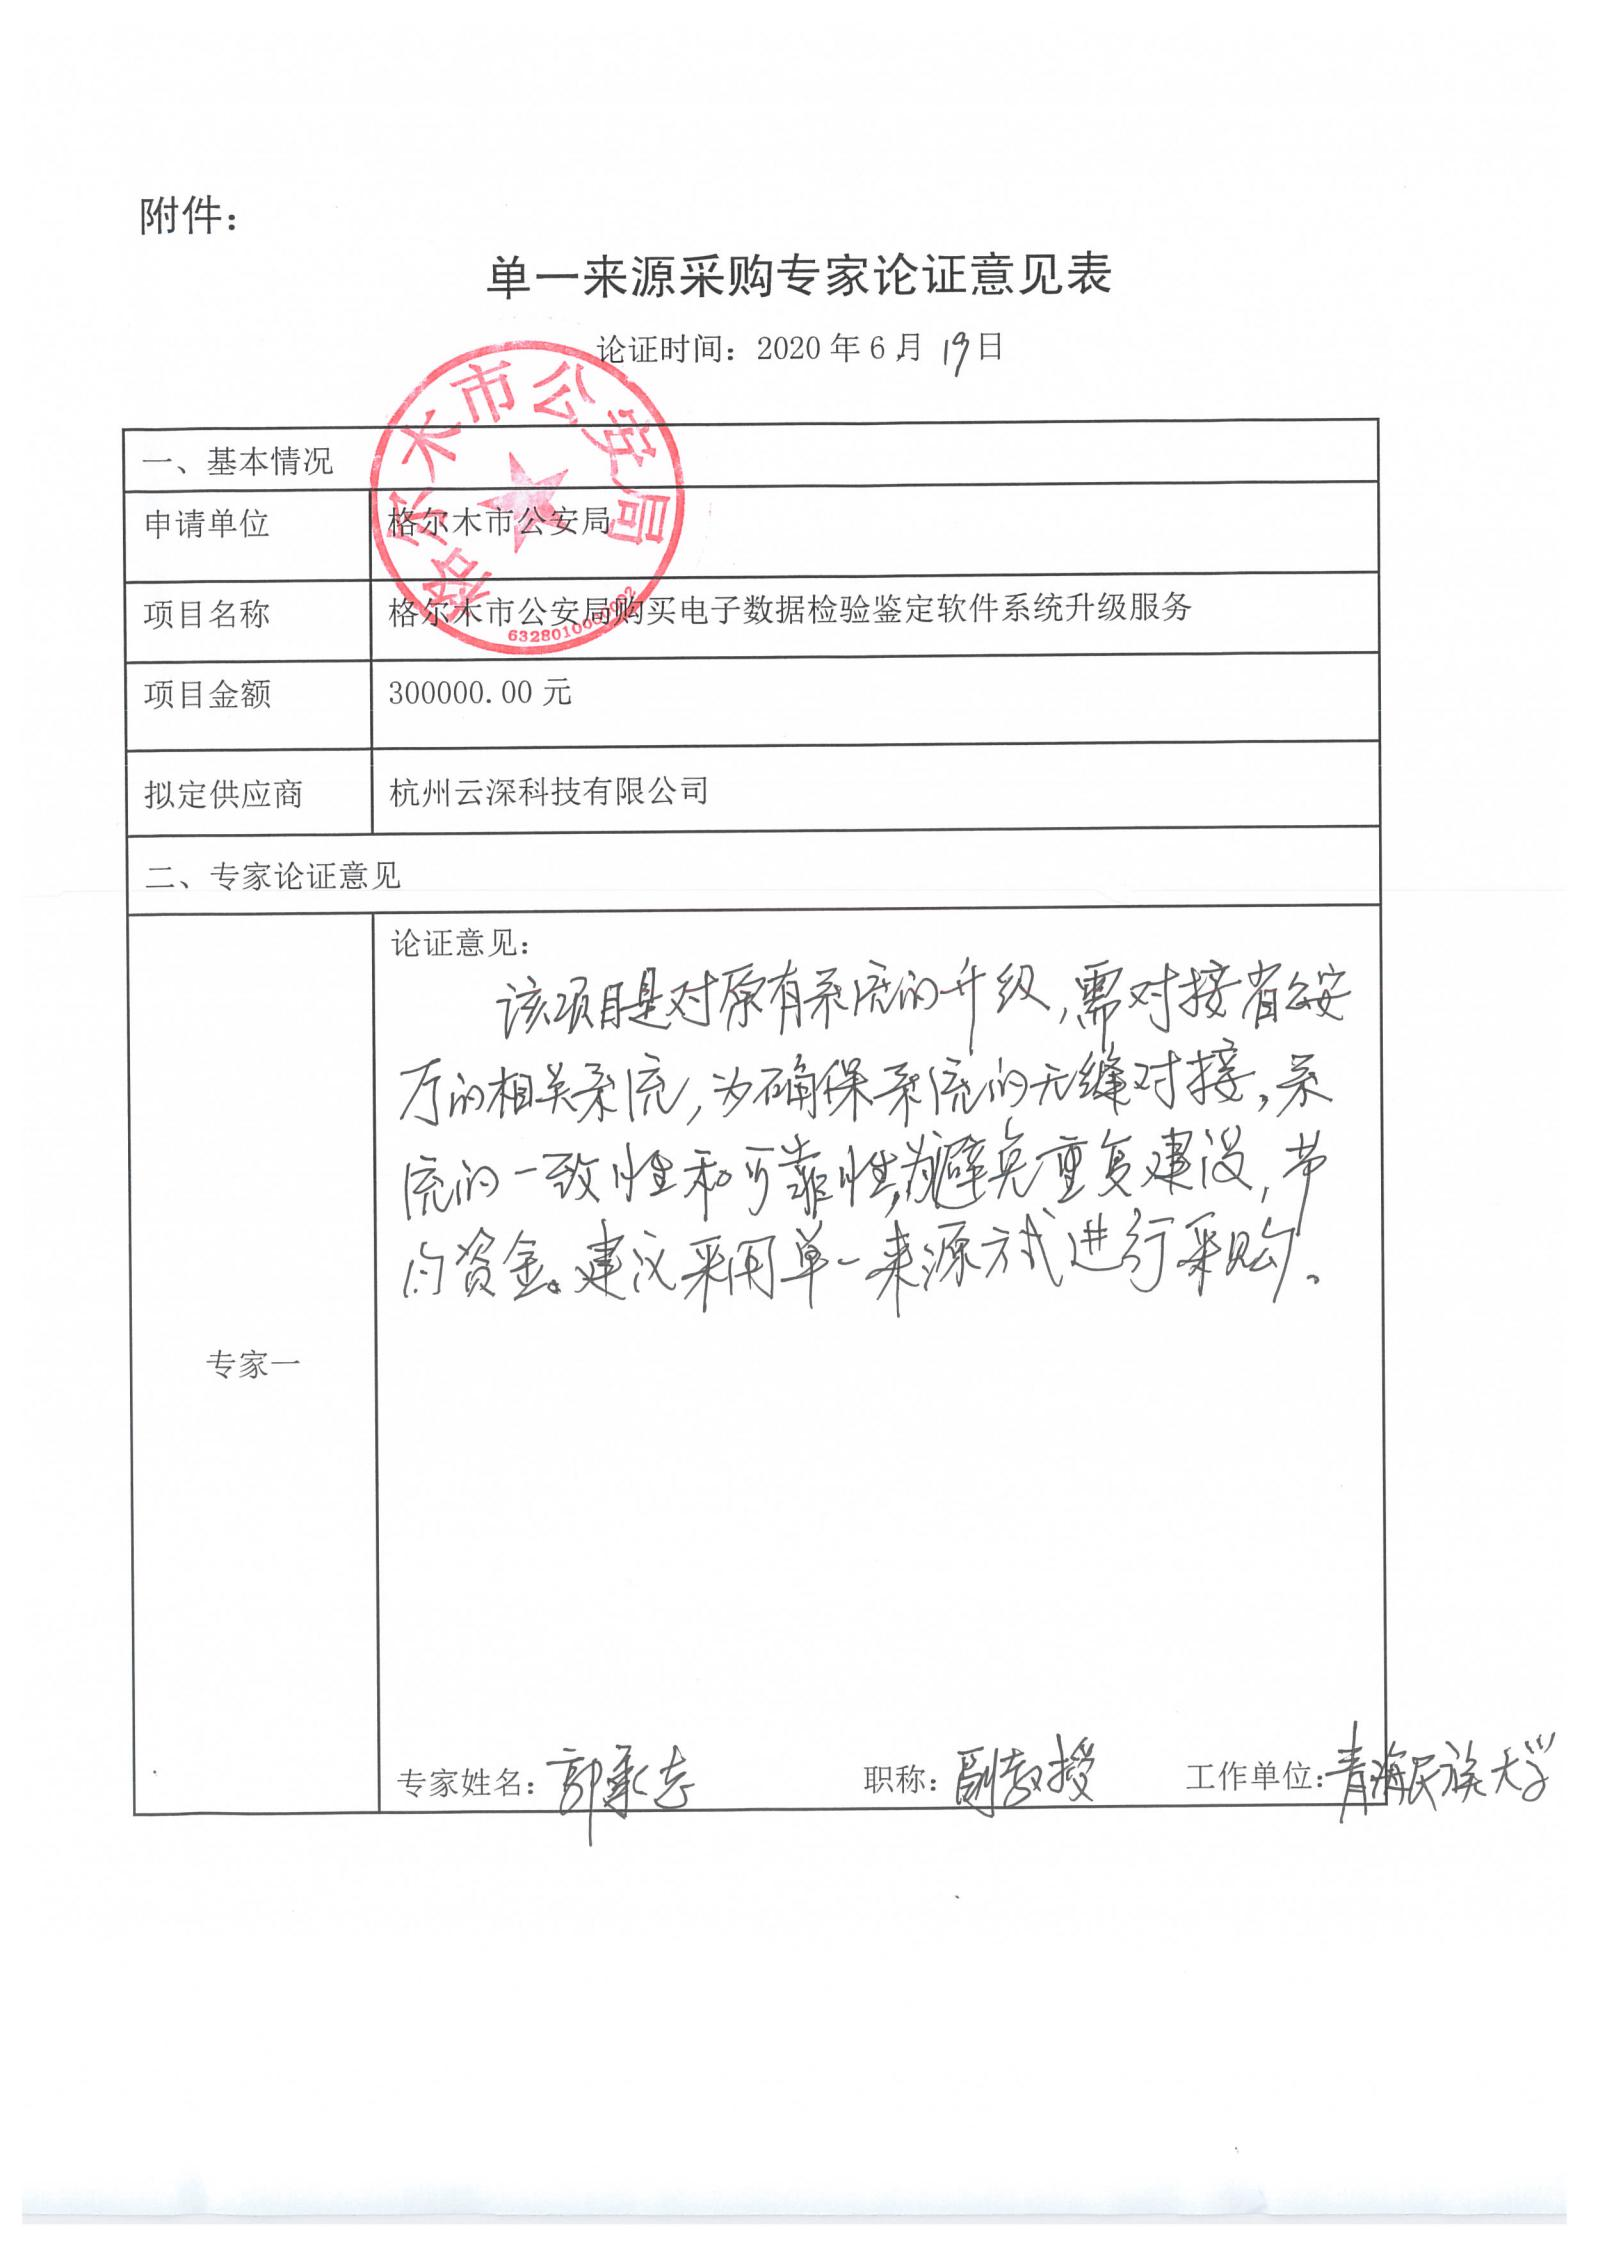 附件：
单一来源采购专家论证意见表
论证时间：2020年6月19日
格尔木市公安局
一、基本情况
申请单位 格尔木市公安局
项目名称 格尔木市公安局购买电子数据检验鉴定软件系统升级服务
项目金额 300000.00元
拟定供应商 杭州云深科技有限公司
二、专家论证意见
专家一
论证意见：
该项目是对原有系统的升级,需对接省公安
厅的相关系统,为确保系统的无缝对接,系
统的一致性和可靠性,为避免重复建设,节
约资金。建议采用单一来源方式进行采购。
专家姓名：郭承志 职称：副教授 工作单位：青海民族大学